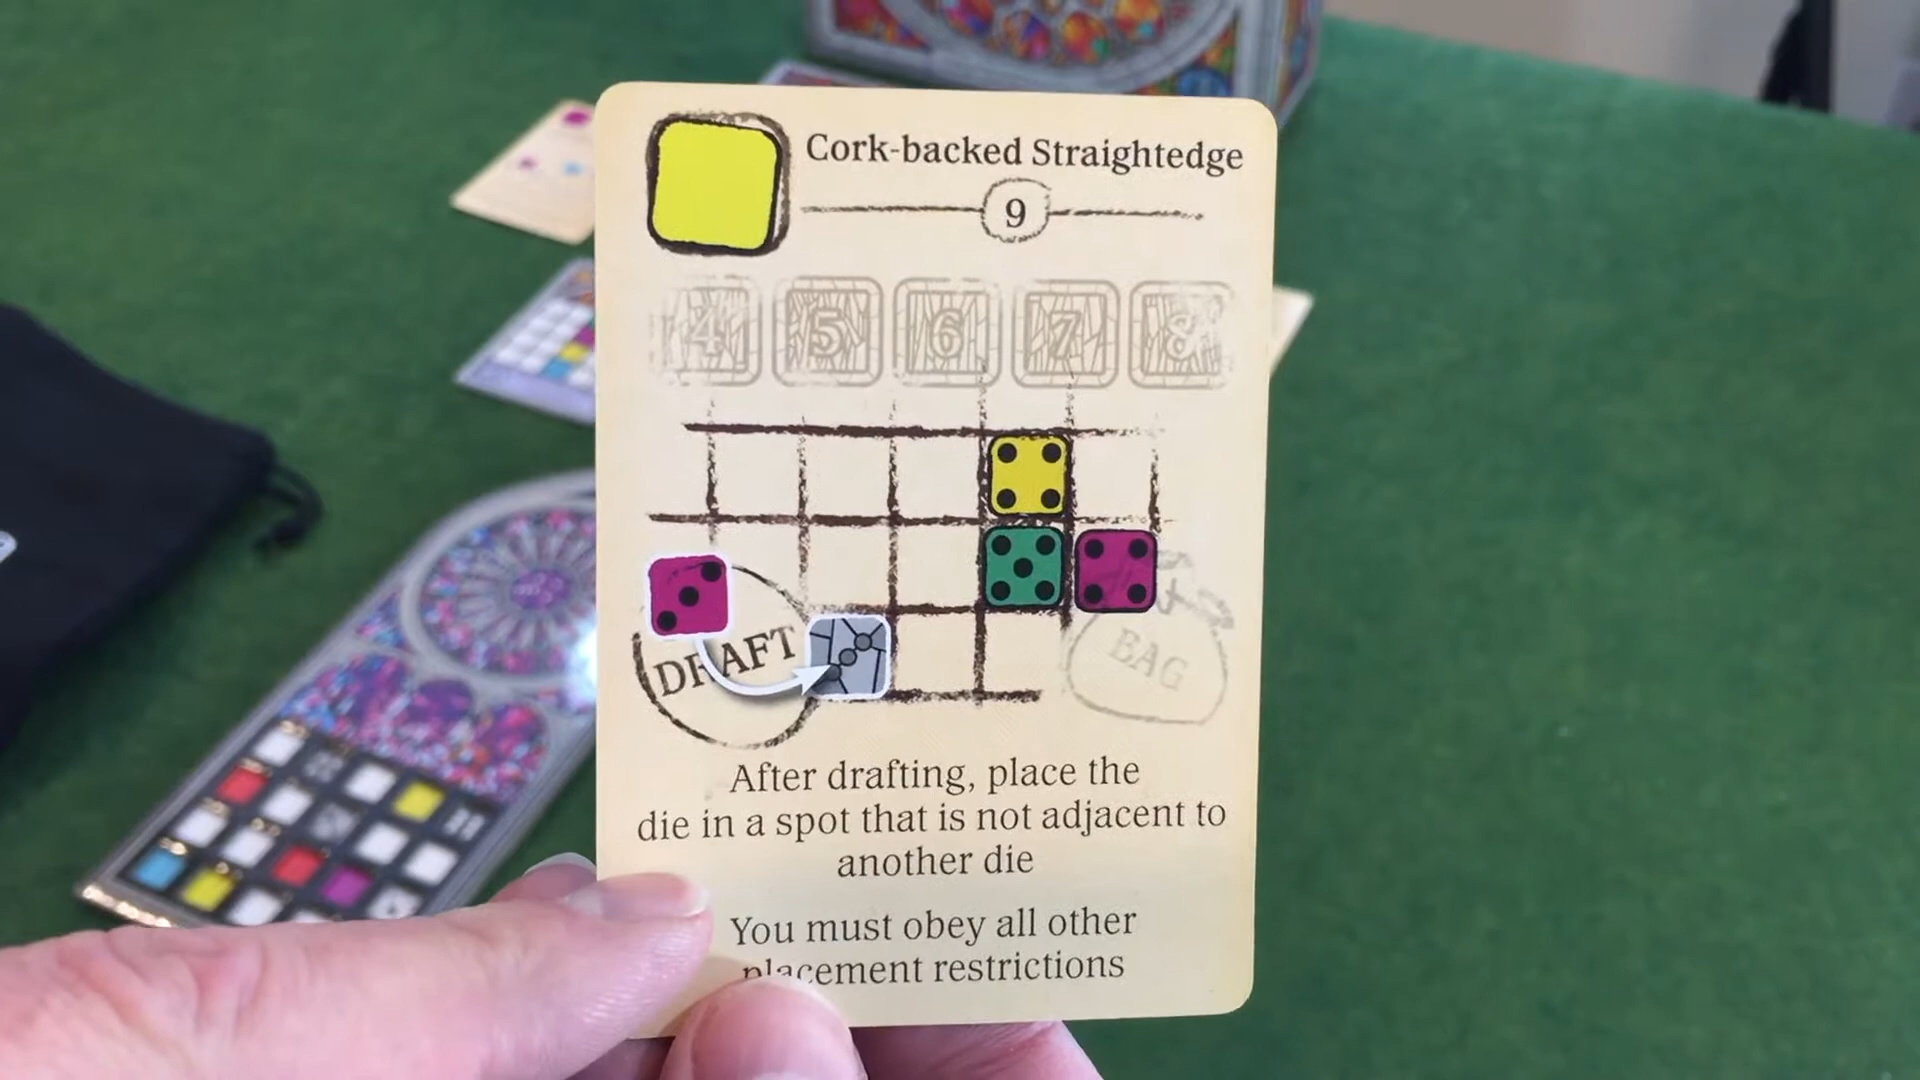 Cork-backed Straightedge
9
4 5 6 7 8
DRAFT
BAG
After drafting, place the
die in a spot that is not adjacent to
another die
You must obey all other
placement restrictions